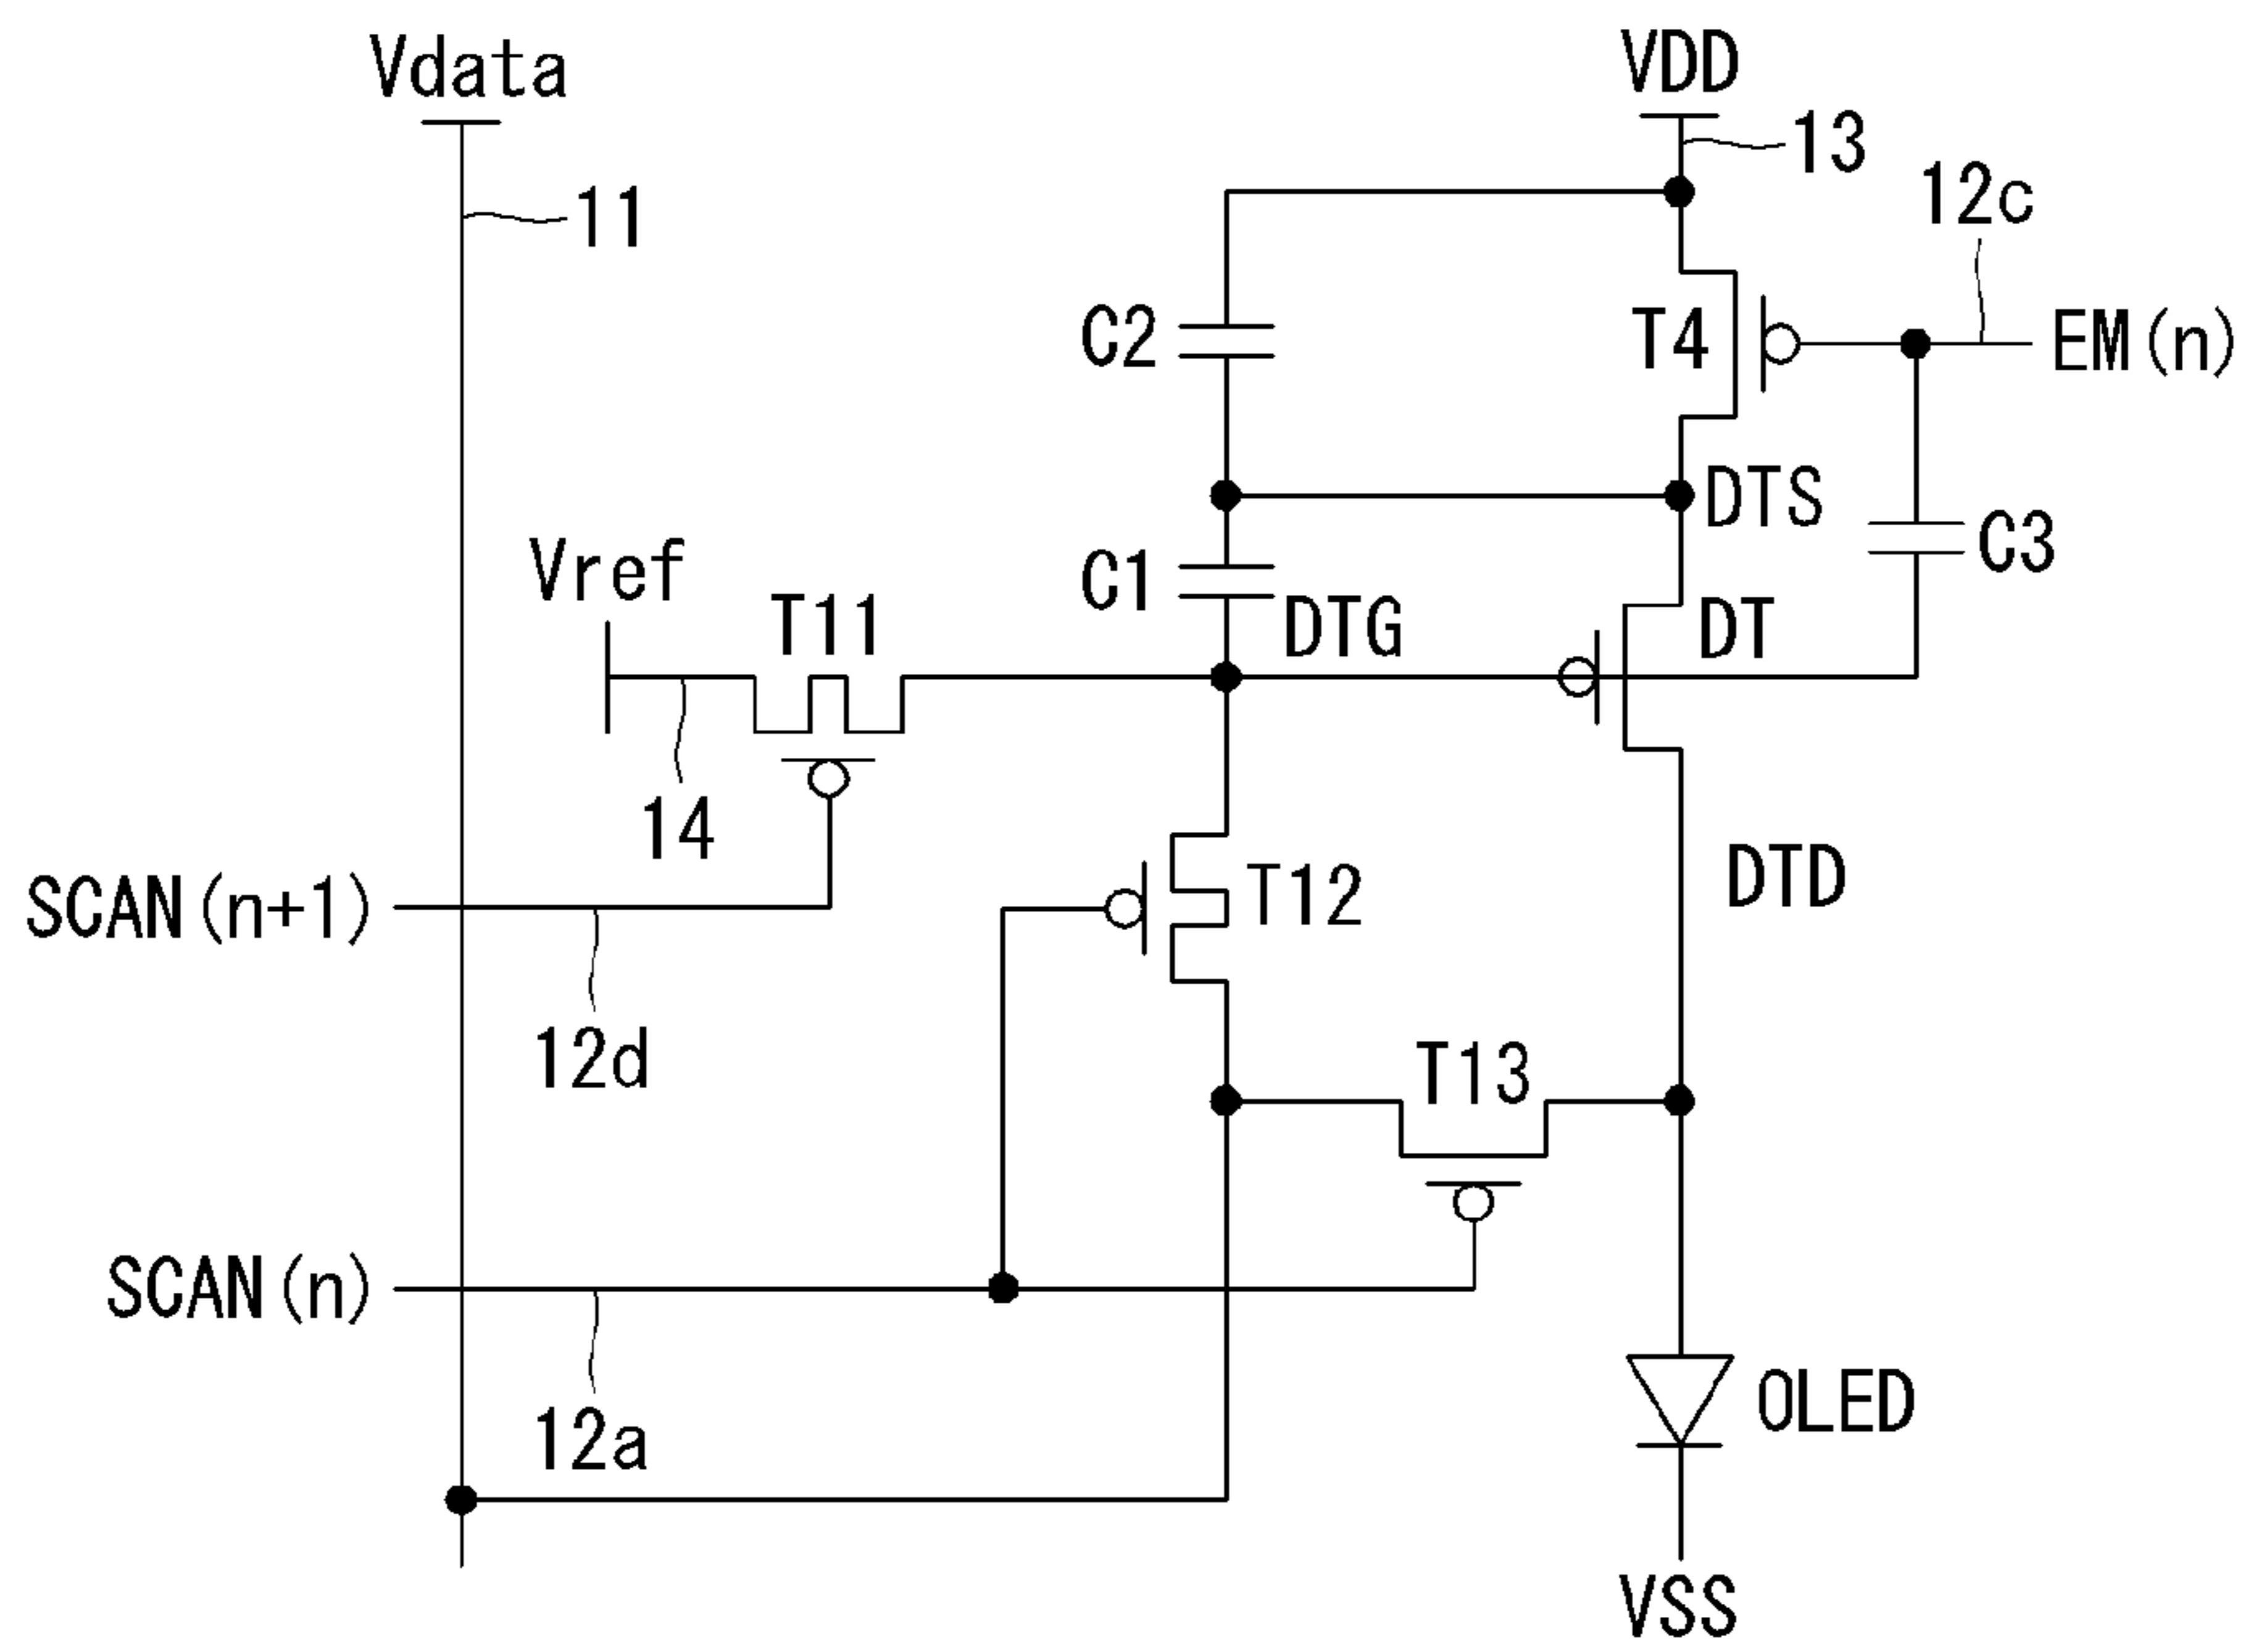 Vdata
VDD
13
11
12c
C2
T4
EM(n)
DTS
Vref
C1
C3
T11
DTG
DT
14
DTD
SCAN(n+1)
T12
12d
T13
SCAN(n)
12a
OLED
VSS